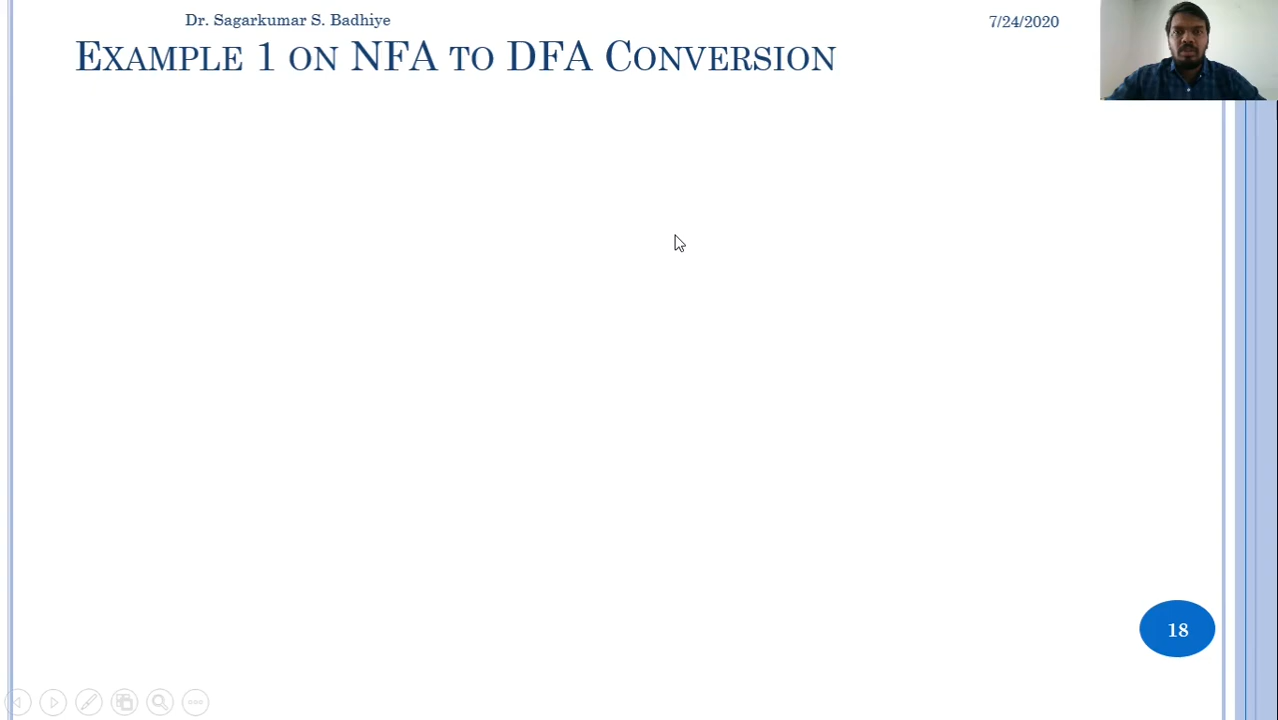 Dr. Sagarkumar S. Badhiye
7/24/2020
EXAMPLE 1 ON NFA TO DFA CONVERSION
18